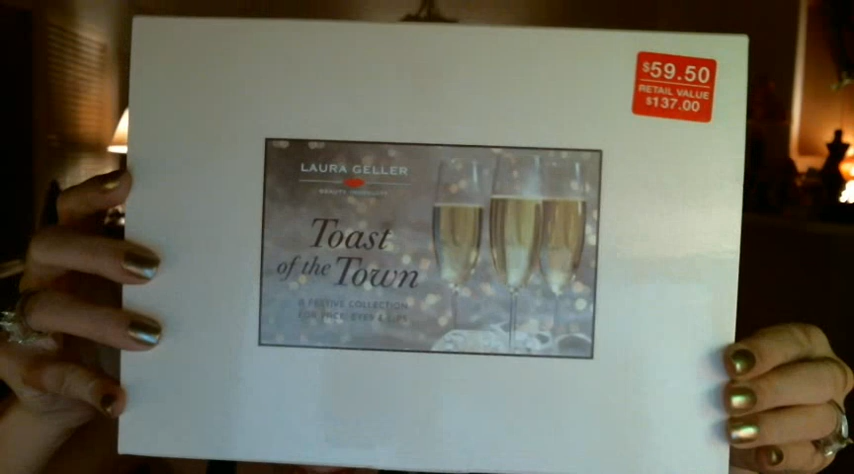 $59.50
RETAIL VALUE
$137.00
LAURA GELLER
Toast
of the Town
A FESTIVE COLLECTION
FOR FACE, EYES & LIPS